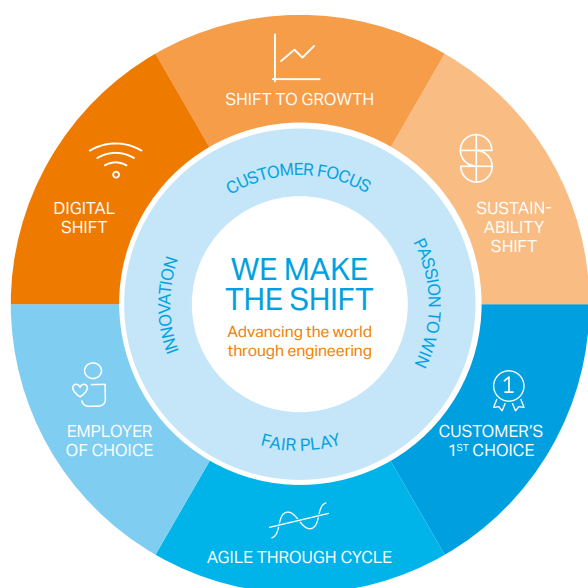 SHIFT TO GROWTH
SUSTAIN-
ABILITY
SHIFT
CUSTOMER'S
1ST CHOICE
1
AGILE THROUGH CYCLE
EMPLOYER
OF CHOICE
DIGITAL
SHIFT
CUSTOMER FOCUS
PASSION TO WIN
FAIR PLAY
INNOVATION
WE MAKE
THE SHIFT
Advancing the world
through engineering